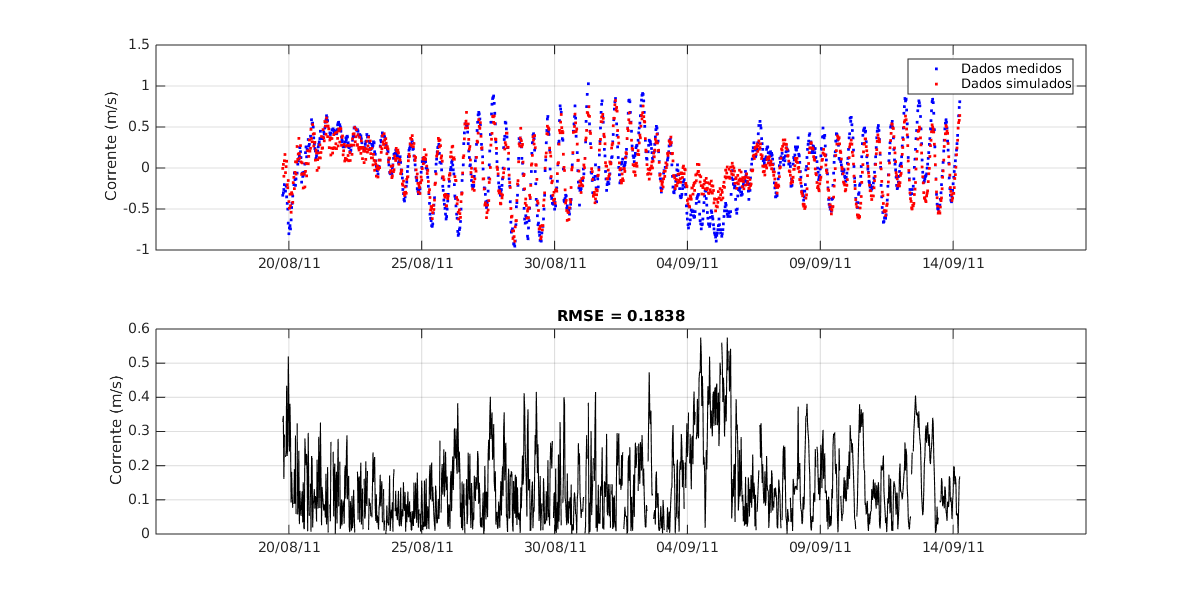 1.5
1
0.5
0
-0.5
-1
Corrente (m/s)
Dados medidos
Dados simulados
20/08/11 25/08/11 30/08/11 04/09/11 09/09/11 14/09/11
RMSE = 0.1838
0.6
0.5
0.4
0.3
0.2
0.1
0
Corrente (m/s)
20/08/11 25/08/11 30/08/11 04/09/11 09/09/11 14/09/11